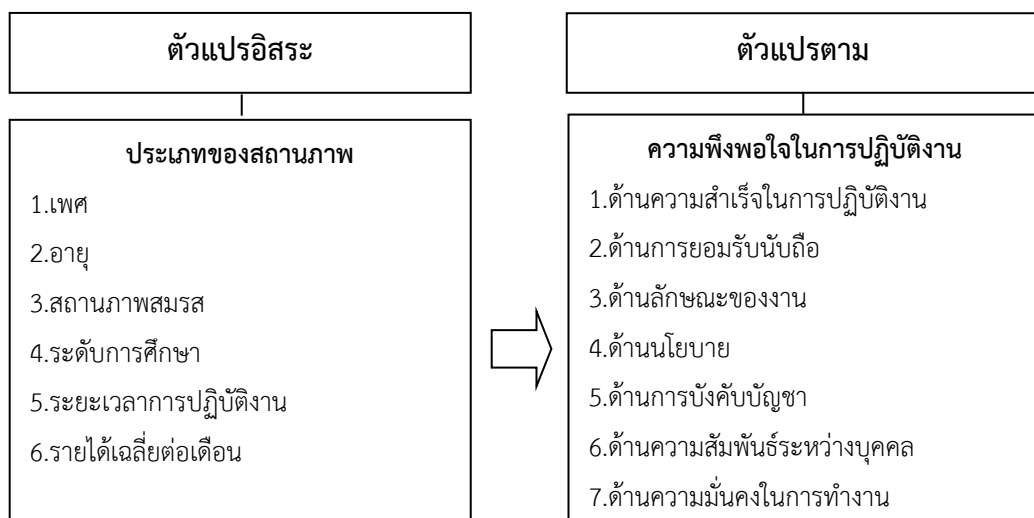 ตัวแปรอิสระ
ประเภทของสถานภาพ
1.เพศ
2.อายุ
3.สถานภาพสมรส
4.ระดับการศึกษา
5.ระยะเวลาการปฏิบัติงาน
6.รายได้เฉลี่ยต่อเดือน
ตัวแปรตาม
ความพึงพอใจในการปฏิบัติงาน
1.ด้านความสำเร็จในการปฏิบัติงาน
2.ด้านการยอมรับนับถือ
3.ด้านลักษณะของงาน
4.ด้านนโยบาย
5.ด้านการบังคับบัญชา
6.ด้านความสัมพันธ์ระหว่างบุคคล
7.ด้านความมั่นคงในการทำงาน